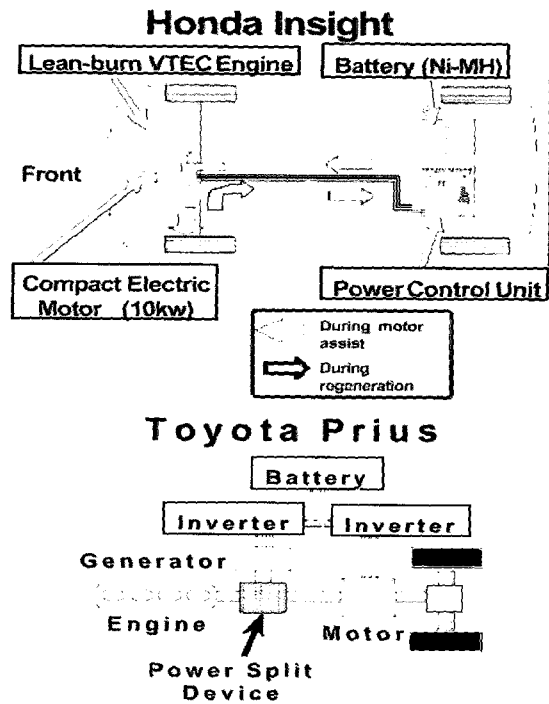 Honda Insight
Lean-burn VTEC Engine
Battery (Ni-MH)
Front
Compact Electric
Motor (10kw)
Power Control Unit
During motor
assist
During
regeneration
Toyota Prius
Battery
Inverter
Inverter
Generator
Engine
Motor
Power Split
Device